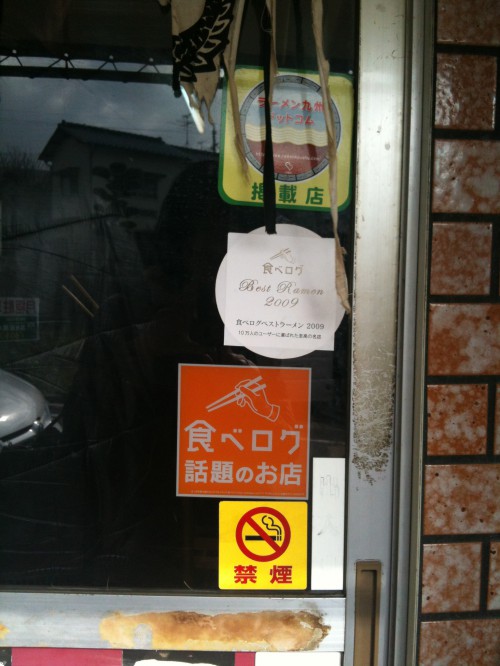 ラーメン九州
ドットコム
掲載店
食べログ
Best Ramen
2009
食べログベストラーメン 2009
食べログ
話題のお店
禁煙